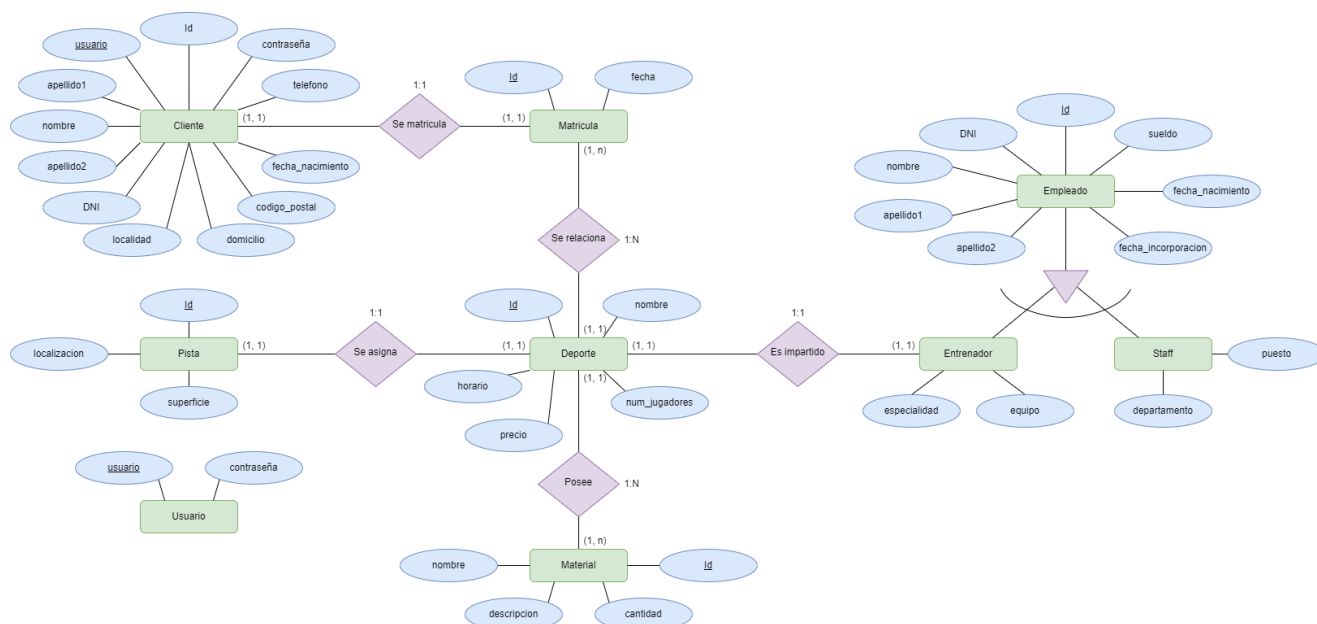 Id
usuario
contraseña
apellido1
telefono
1:1
Id
fecha
nombre
Cliente
(1, 1)
Se matricula
(1, 1)
Matricula
Id
DNI
sueldo
apellido2
fecha_nacimiento
(1, n)
nombre
Empleado
fecha_nacimiento
DNI
codigo_postal
apellido1
localidad
domicilio
Se relaciona
1:N
apellido2
fecha_incorporacion
Id
Id
nombre
1:1
1:1
(1, 1)
localizacion
Pista
(1, 1)
Se asigna
(1, 1)
Deporte
(1, 1)
Es impartido
(1, 1)
Entrenador
Staff
puesto
(1, 1)
horario
superficie
num_jugadores
especialidad
equipo
departamento
precio
usuario
contraseña
Posee
1:N
Usuario
(1, n)
nombre
Material
Id
descripcion
cantidad